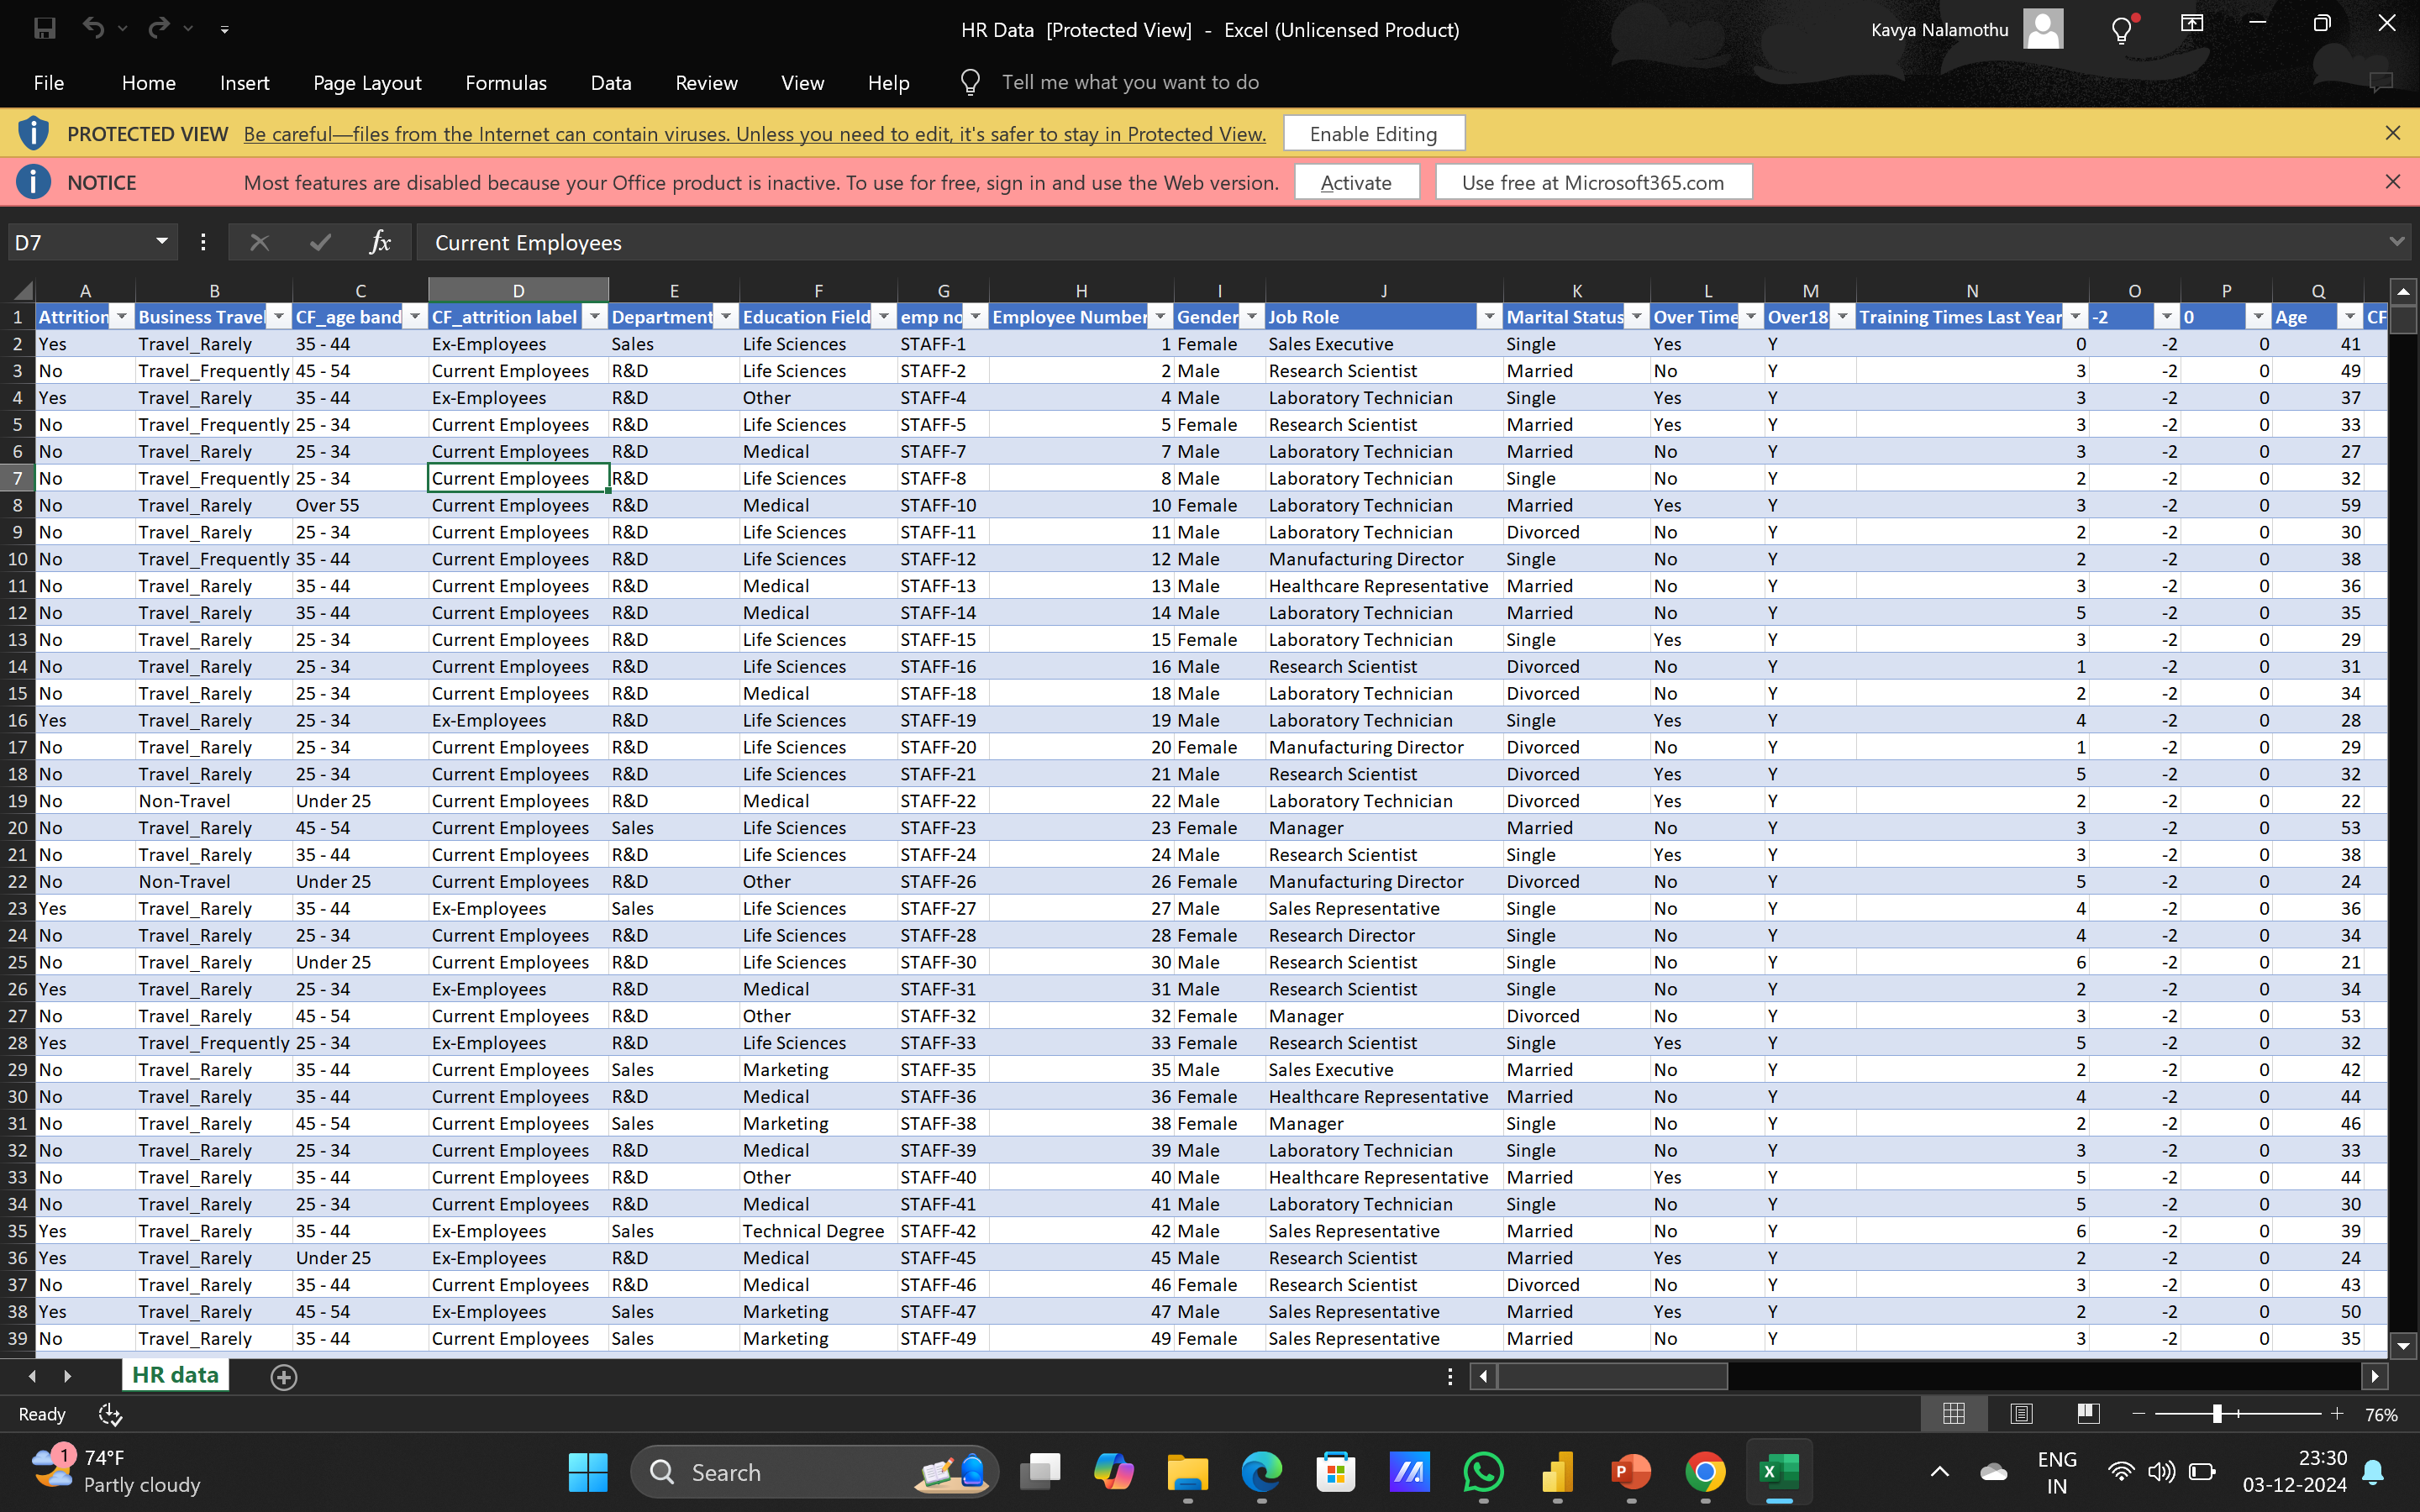 HR Data [Protected View] - Excel (Unlicensed Product)
Kavya Nalamothu
File Home Insert Page Layout Formulas Data Review View Help Tell me what you want to do
PROTECTED VIEW Be careful—files from the Internet can contain viruses. Unless you need to edit, it's safer to stay in Protected View. Enable Editing
NOTICE Most features are disabled because your Office product is inactive. To use for free, sign in and use the Web version. Activate Use free at Microsoft365.com
D7 fx Current Employees
A B C D E F G H I J K L M N O P Q
1 Attrition Business Travel CF_age band CF_attrition label Department Education Field emp no Employee Number Gender Job Role Marital Status Over Time Over18 Training Times Last Year -2 0 Age CF
2 Yes Travel_Rarely 35 - 44 Ex-Employees Sales Life Sciences STAFF-1 1 Female Sales Executive Single Yes Y 0 -2 0 41
3 No Travel_Frequently 45 - 54 Current Employees R&D Life Sciences STAFF-2 2 Male Research Scientist Married No Y 3 -2 0 49
4 Yes Travel_Rarely 35 - 44 Ex-Employees R&D Other STAFF-4 4 Male Laboratory Technician Single Yes Y 3 -2 0 37
5 No Travel_Frequently 25 - 34 Current Employees R&D Life Sciences STAFF-5 5 Female Research Scientist Married Yes Y 3 -2 0 33
6 No Travel_Rarely 25 - 34 Current Employees R&D Medical STAFF-7 7 Male Laboratory Technician Married No Y 3 -2 0 27
7 No Travel_Frequently 25 - 34 Current Employees R&D Life Sciences STAFF-8 8 Male Laboratory Technician Single No Y 2 -2 0 32
8 No Travel_Rarely Over 55 Current Employees R&D Medical STAFF-10 10 Female Laboratory Technician Married Yes Y 3 -2 0 59
9 No Travel_Rarely 25 - 34 Current Employees R&D Life Sciences STAFF-11 11 Male Laboratory Technician Divorced No Y 2 -2 0 30
10 No Travel_Frequently 35 - 44 Current Employees R&D Life Sciences STAFF-12 12 Male Manufacturing Director Single No Y 2 -2 0 38
11 No Travel_Rarely 35 - 44 Current Employees R&D Medical STAFF-13 13 Male Healthcare Representative Married No Y 3 -2 0 36
12 No Travel_Rarely 35 - 44 Current Employees R&D Medical STAFF-14 14 Male Laboratory Technician Married No Y 5 -2 0 35
13 No Travel_Rarely 25 - 34 Current Employees R&D Life Sciences STAFF-15 15 Female Laboratory Technician Single Yes Y 3 -2 0 29
14 No Travel_Rarely 25 - 34 Current Employees R&D Life Sciences STAFF-16 16 Male Research Scientist Divorced No Y 1 -2 0 31
15 No Travel_Rarely 25 - 34 Current Employees R&D Medical STAFF-18 18 Male Laboratory Technician Divorced No Y 2 -2 0 34
16 Yes Travel_Rarely 25 - 34 Ex-Employees R&D Life Sciences STAFF-19 19 Male Laboratory Technician Single Yes Y 4 -2 0 28
17 No Travel_Rarely 25 - 34 Current Employees R&D Life Sciences STAFF-20 20 Female Manufacturing Director Divorced No Y 1 -2 0 29
18 No Travel_Rarely 25 - 34 Current Employees R&D Life Sciences STAFF-21 21 Male Research Scientist Divorced Yes Y 5 -2 0 32
19 No Non-Travel Under 25 Current Employees R&D Medical STAFF-22 22 Male Laboratory Technician Divorced Yes Y 2 -2 0 22
20 No Travel_Rarely 45 - 54 Current Employees Sales Life Sciences STAFF-23 23 Female Manager Married No Y 3 -2 0 53
21 No Travel_Rarely 35 - 44 Current Employees R&D Life Sciences STAFF-24 24 Male Research Scientist Single Yes Y 3 -2 0 38
22 No Non-Travel Under 25 Current Employees R&D Other STAFF-26 26 Female Manufacturing Director Divorced No Y 5 -2 0 24
23 Yes Travel_Rarely 35 - 44 Ex-Employees Sales Life Sciences STAFF-27 27 Male Sales Representative Single No Y 4 -2 0 36
24 No Travel_Rarely 25 - 34 Current Employees R&D Life Sciences STAFF-28 28 Female Research Director Single No Y 4 -2 0 34
25 No Travel_Rarely Under 25 Current Employees R&D Life Sciences STAFF-30 30 Male Research Scientist Single No Y 6 -2 0 21
26 Yes Travel_Rarely 25 - 34 Ex-Employees R&D Medical STAFF-31 31 Male Research Scientist Single No Y 2 -2 0 34
27 No Travel_Rarely 45 - 54 Current Employees R&D Other STAFF-32 32 Female Manager Divorced No Y 3 -2 0 53
28 Yes Travel_Frequently 25 - 34 Ex-Employees R&D Life Sciences STAFF-33 33 Female Research Scientist Single Yes Y 5 -2 0 32
29 No Travel_Rarely 35 - 44 Current Employees Sales Marketing STAFF-35 35 Male Sales Executive Married No Y 2 -2 0 42
30 No Travel_Rarely 35 - 44 Current Employees R&D Medical STAFF-36 36 Female Healthcare Representative Married No Y 4 -2 0 44
31 No Travel_Rarely 45 - 54 Current Employees Sales Marketing STAFF-38 38 Female Manager Single No Y 2 -2 0 46
32 No Travel_Rarely 25 - 34 Current Employees R&D Medical STAFF-39 39 Male Laboratory Technician Single No Y 3 -2 0 33
33 No Travel_Rarely 35 - 44 Current Employees R&D Other STAFF-40 40 Male Healthcare Representative Married Yes Y 5 -2 0 44
34 No Travel_Rarely 25 - 34 Current Employees R&D Medical STAFF-41 41 Male Laboratory Technician Single No Y 5 -2 0 30
35 Yes Travel_Rarely 35 - 44 Ex-Employees Sales Technical Degree STAFF-42 42 Male Sales Representative Married No Y 6 -2 0 39
36 Yes Travel_Rarely Under 25 Ex-Employees R&D Medical STAFF-45 45 Male Research Scientist Married Yes Y 2 -2 0 24
37 No Travel_Rarely 35 - 44 Current Employees R&D Medical STAFF-46 46 Female Research Scientist Divorced No Y 3 -2 0 43
38 Yes Travel_Rarely 45 - 54 Ex-Employees Sales Marketing STAFF-47 47 Male Sales Representative Married Yes Y 2 -2 0 50
39 No Travel_Rarely 35 - 44 Current Employees Sales Marketing STAFF-49 49 Female Sales Representative Married No Y 3 -2 0 35
HR data
Ready 76%
1 74°F
Partly cloudy
Search
ENG
IN
23:30
03-12-2024